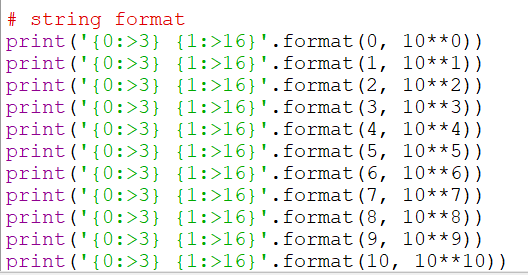 # string format
print('{0:>3} {1:>16}'.format(0, 10**0))
print('{0:>3} {1:>16}'.format(1, 10**1))
print('{0:>3} {1:>16}'.format(2, 10**2))
print('{0:>3} {1:>16}'.format(3, 10**3))
print('{0:>3} {1:>16}'.format(4, 10**4))
print('{0:>3} {1:>16}'.format(5, 10**5))
print('{0:>3} {1:>16}'.format(6, 10**6))
print('{0:>3} {1:>16}'.format(7, 10**7))
print('{0:>3} {1:>16}'.format(8, 10**8))
print('{0:>3} {1:>16}'.format(9, 10**9))
print('{0:>3} {1:>16}'.format(10, 10**10))